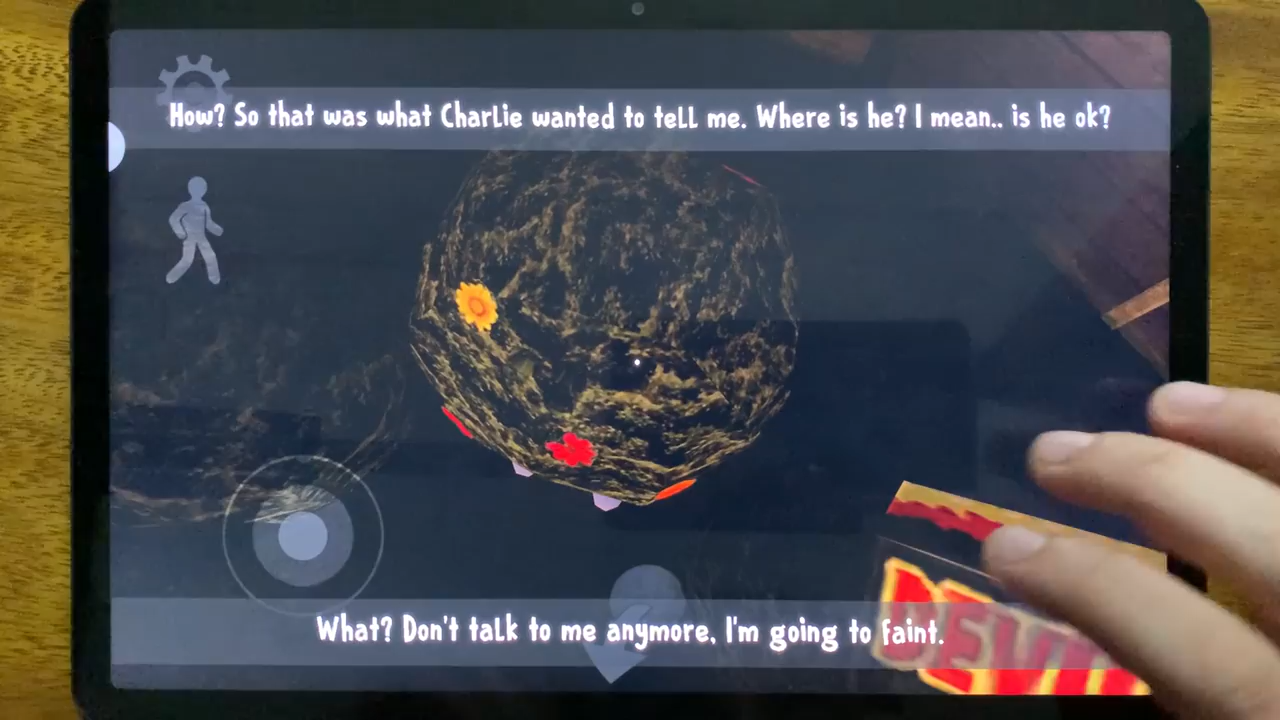 How? So that was what Charlie wanted to tell me. Where is he? I mean.. is he ok?
What? Don't talk to me anymore, I'm going to faint.